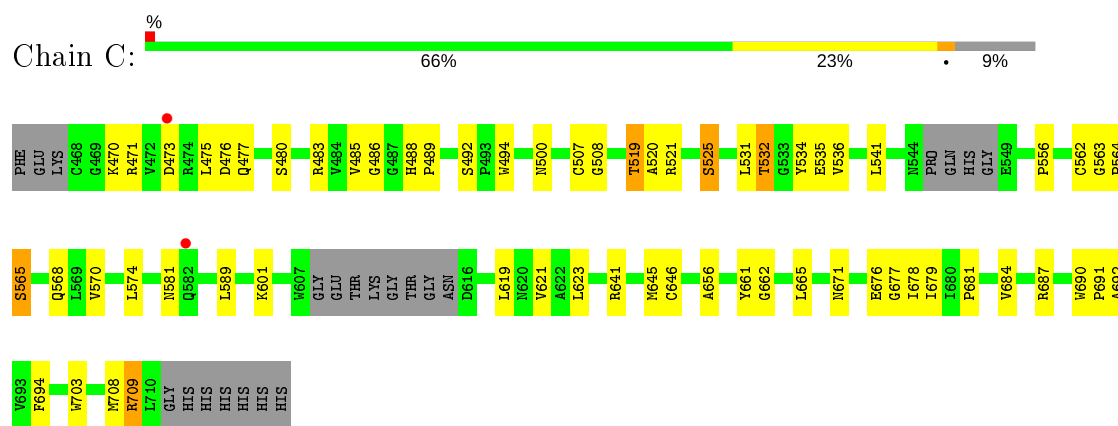 %
Chain C:
66% 23% • 9%
PHE GLU LYS C468 G469 K470 R471 V472 D473 R474 L475 D476 Q477 S480 R483 V484 V485 G486 G487 H488 P489 S492 P493 W494 N500 C507 G508 T519 A520 R521 S525 L531 T532 G533 Y534 E535 V536 L541 N544 PRO GLN HIS GLY E549 P556 C562 G563
S565 Q568 L569 V570 L574 N581 Q582 L589 K601 W607 GLY GLU THR LYS GLY THR GLY ASN D616 L619 N620 V621 A622 L623 R641 M645 C646 A656 Y661 G662 L665 N671 E676 G677 I678 I679 I680 P681 V684 R687 W690 P691 A692
V693 F694 W703 M708 R709 L710 GLY HIS HIS HIS HIS HIS HIS